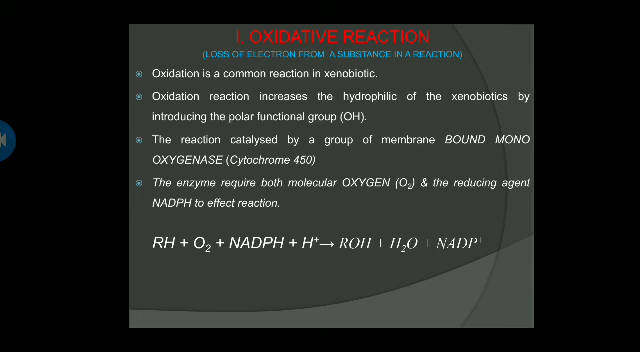 I. OXIDATIVE REACTION
(LOSS OF ELECTRON FROM A SUBSTANCE IN A REACTION)
Oxidation is a common reaction in xenobiotic.
Oxidation reaction increases the hydrophilic of the xenobiotics by
introducing the polar functional group (OH).
The reaction catalysed by a group of membrane BOUND MONO
OXYGENASE (Cytochrome 450)
The enzyme require both molecular OXYGEN (O₂) & the reducing agent
NADPH to effect reaction.
RH + O₂ + NADPH + H⁺→ ROH + H₂O + NADP⁺